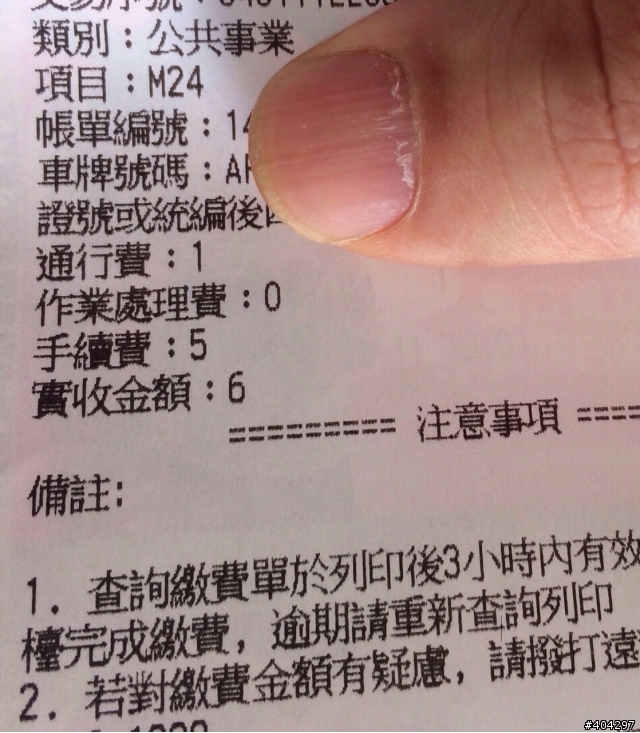 類別：公共事業
項目：M24
帳單編號：14
車牌號碼：A
證號或統編後
通行費：1
作業處理費：0
手續費：5
實收金額：6
========= 注意事項 ====
備註:
1. 查詢繳費單於列印後3小時內有效
檯完成繳費，逾期請重新查詢列印
2. 若對繳費金額有疑慮，請撥打遠
#404297